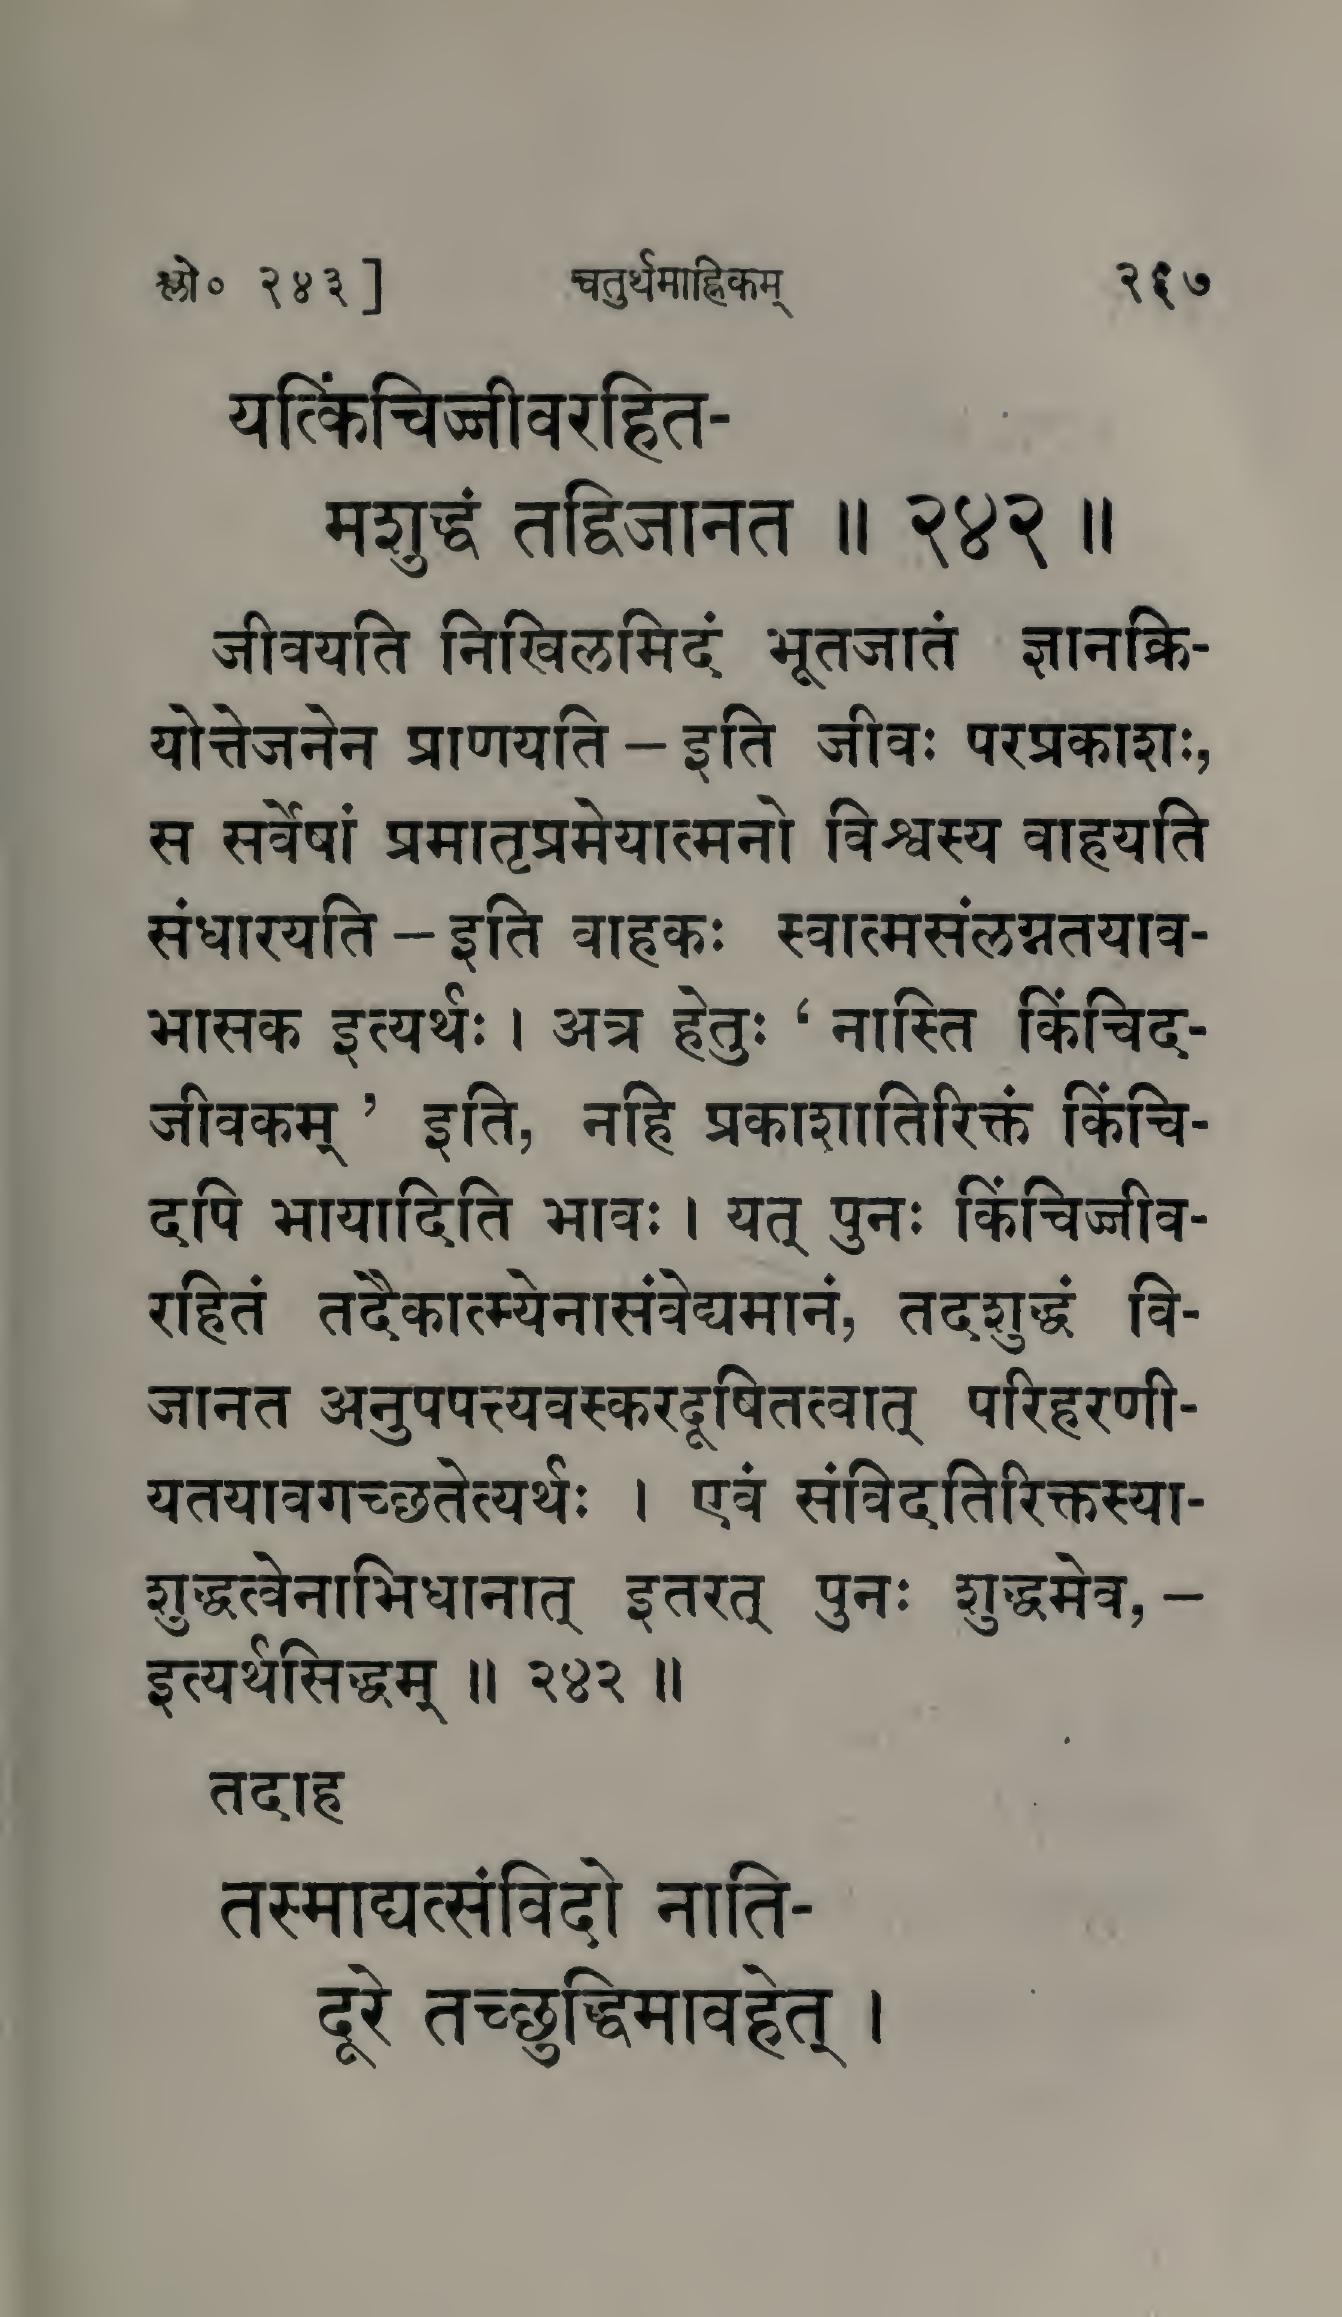 श्लो० २४३]	चतुर्थमाह्निकम्	२६७
यत्किंचिज्जीवरहित-
मशुद्धं तद्विजानत ॥ २४२ ॥
जीवयति निखिलमिदं भूतजातं ज्ञानक्रि-
योत्तेजनेन प्राणयति – इति जीवः परप्रकाशः,
स सर्वेषां प्रमातृप्रमेयात्मनो विश्वस्य वाहयति
संधारयति – इति वाहकः स्वात्मसंलग्नतयाव-
भासक इत्यर्थः । अत्र हेतुः ‘ नास्ति किंचिद-
जीवकम् ’ इति, नहि प्रकाशातिरिक्तं किंचि-
दपि भायादिति भावः । यत् पुनः किंचिज्जीव-
रहितं तदैकात्म्येनासंवेद्यमानं, तदशुद्धं वि-
जानत अनुपपत्त्यवस्करदूषितत्वात् परिहरणी-
यतयावगच्छतेत्यर्थः । एवं संविदतिरिक्तस्या-
शुद्धत्वेनाभिधानात् इतरत् पुनः शुद्धमेव, –
इत्यर्थसिद्धम् ॥ २४२ ॥
तदाह
तस्माद्यत्संविदो नाति-
दूरे तच्छुद्धिमावहेत् ।